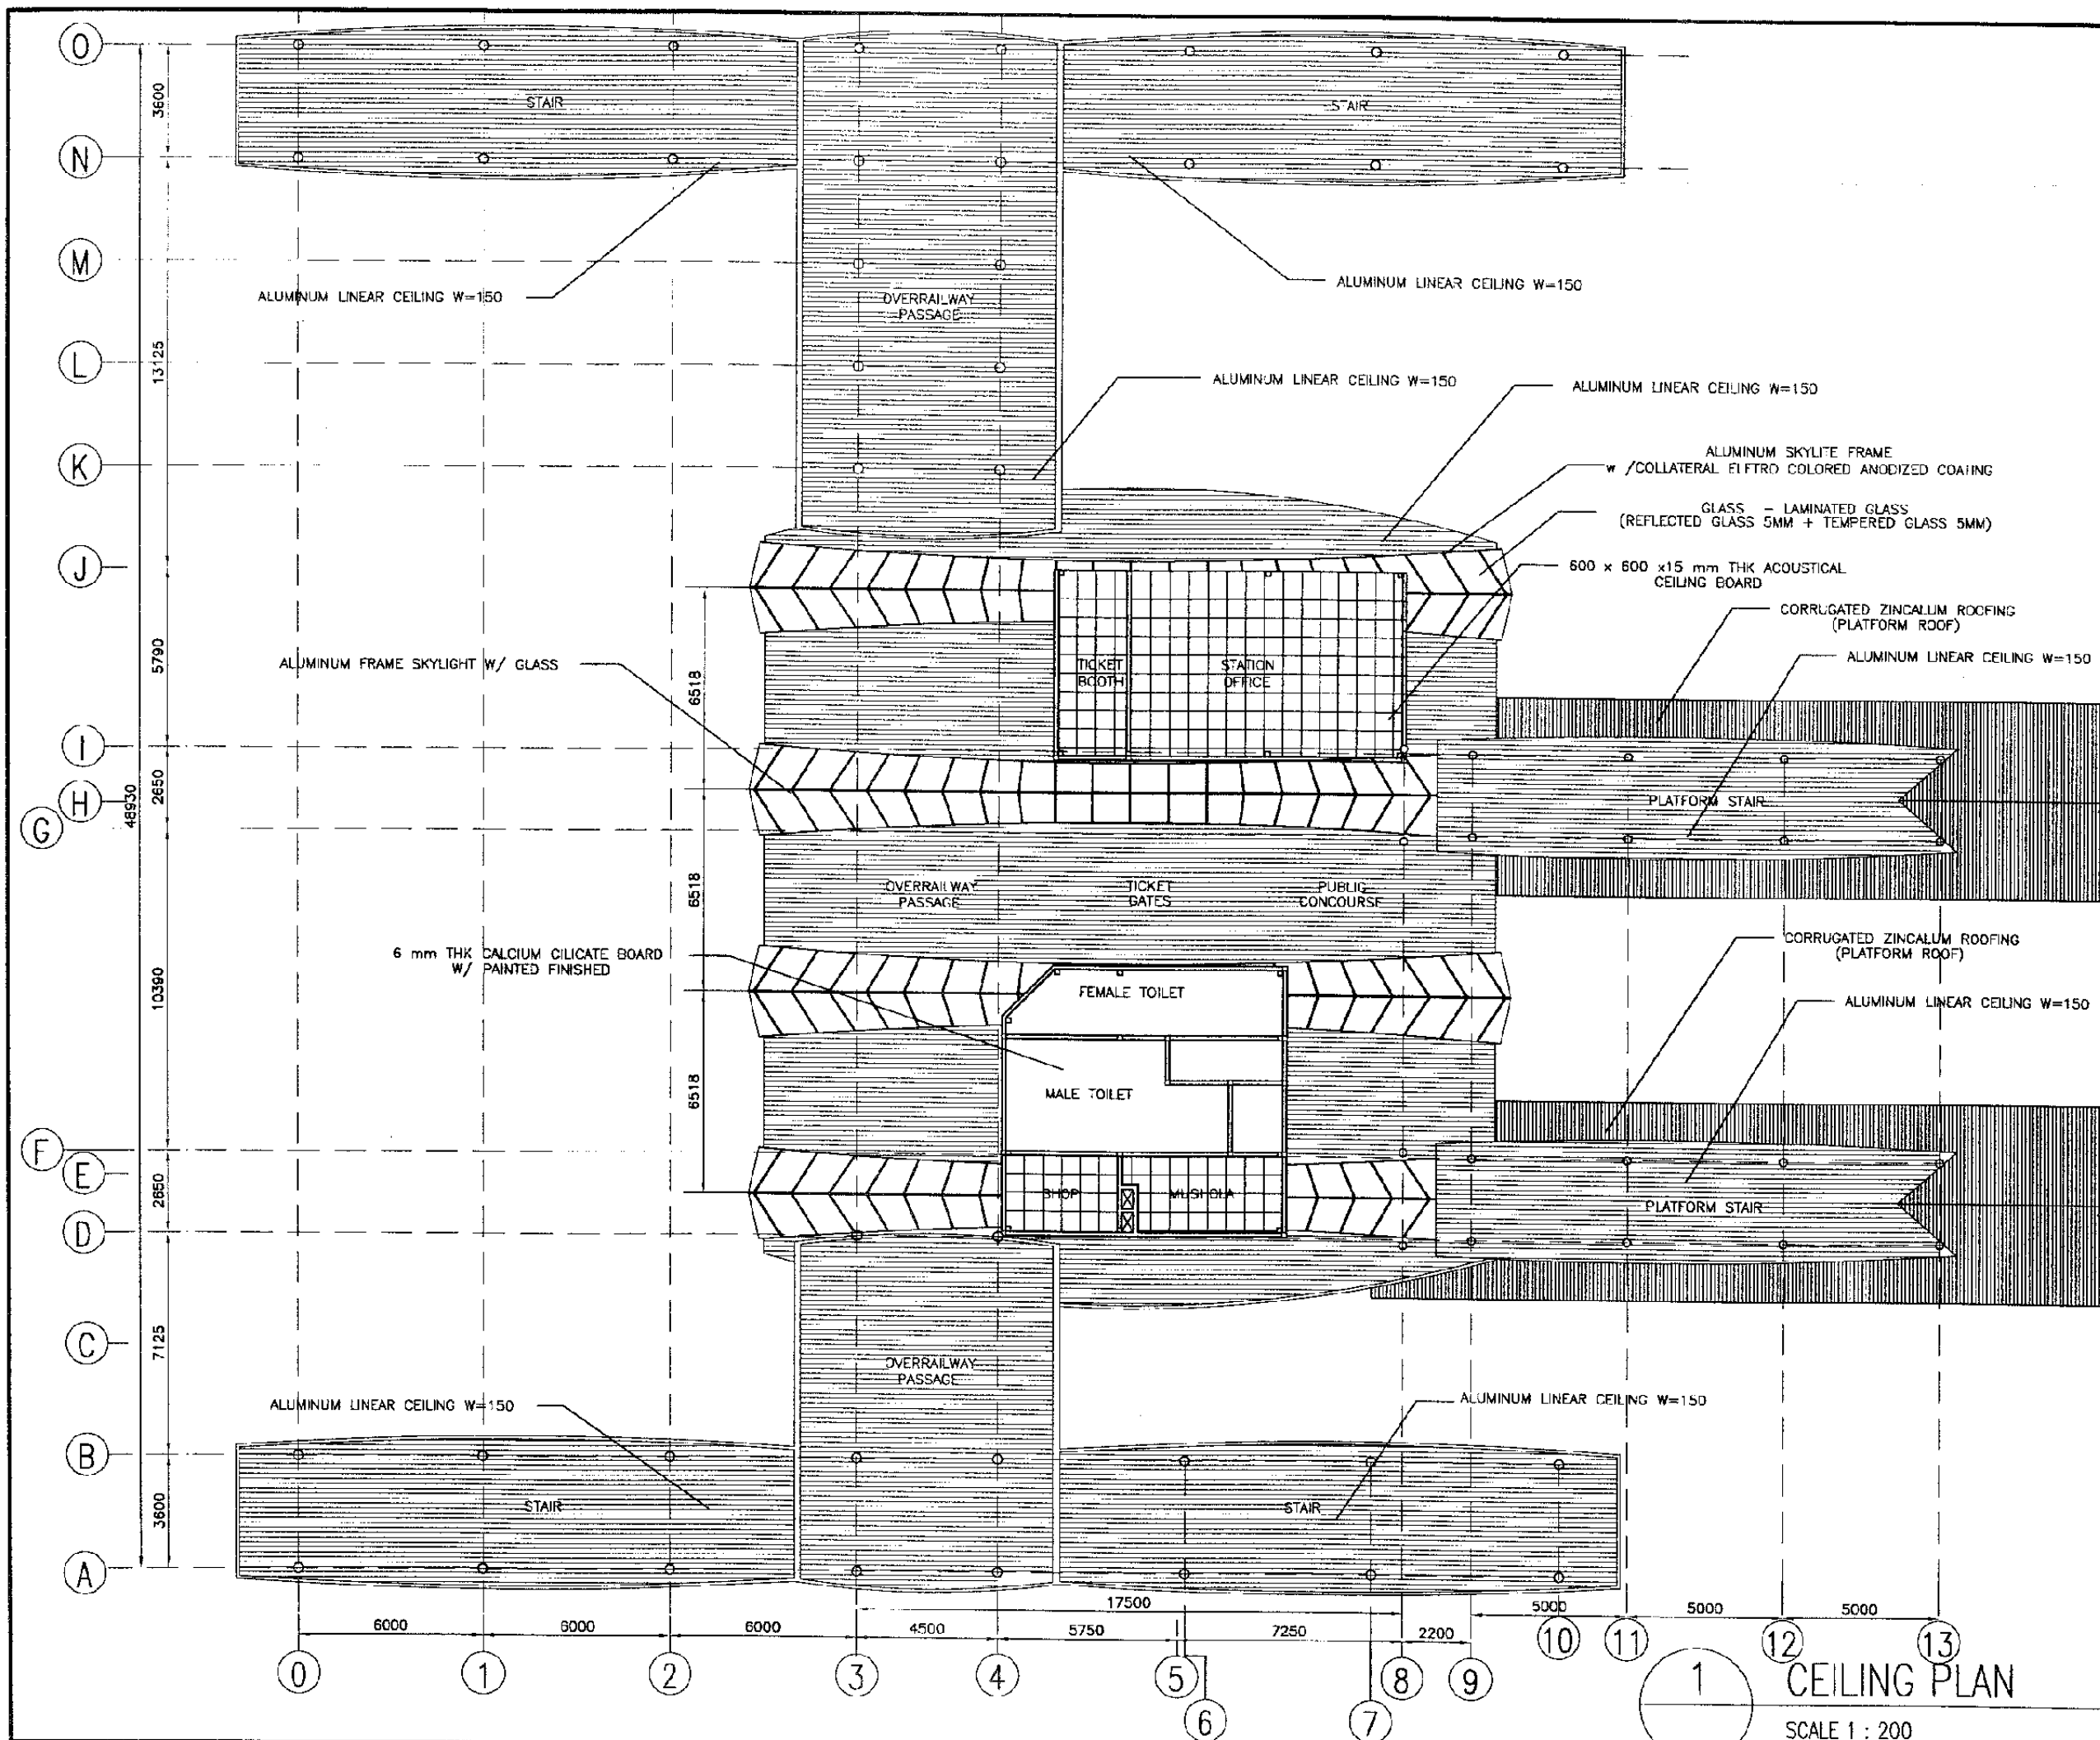 O
N
M
L
K
J
I
H
G
F
E
D
C
B
A
3600
13125
5790
2650
48930
10390
2650
7125
3600
STAIR
STAIR
ALUMINUM LINEAR CEILING W=150
ALUMINUM LINEAR CEILING W=150
OVERRAILWAY
PASSAGE
ALUMINUM LINEAR CEILING W=150
ALUMINUM LINEAR CEILING W=150
ALUMINUM SKYLITE FRAME
w /COLLATERAL ELETRO COLORED ANODIZED COATING
GLASS - LAMINATED GLASS
(REFLECTED GLASS 5MM + TEMPERED GLASS 5MM)
600 x 600 x15 mm THK ACOUSTICAL
CEILING BOARD
CORRUGATED ZINCALUM ROOFING
(PLATFORM ROOF)
ALUMINUM LINEAR CEILING W=150
ALUMINUM FRAME SKYLIGHT W/ GLASS
6518
TICKET
BOOTH
STATION
OFFICE
PLATFORM STAIR
6518
OVERRAILWAY
PASSAGE
TICKET
GATES
PUBLIC
CONCOURSE
6 mm THK CALCIUM CILICATE BOARD
W/ PAINTED FINISHED
CORRUGATED ZINCALUM ROOFING
(PLATFORM ROOF)
ALUMINUM LINEAR CEILING W=150
FEMALE TOILET
6518
MALE TOILET
SHOP
MUSHOLA
PLATFORM STAIR
OVERRAILWAY
PASSAGE
ALUMINUM LINEAR CEILING W=150
ALUMINUM LINEAR CEILING W=150
STAIR
STAIR
17500
6000
6000
6000
4500
5750
7250
2200
5000
5000
5000
0
1
2
3
4
5
6
7
8
9
10
11
12
13
1
CEILING PLAN
SCALE 1 : 200